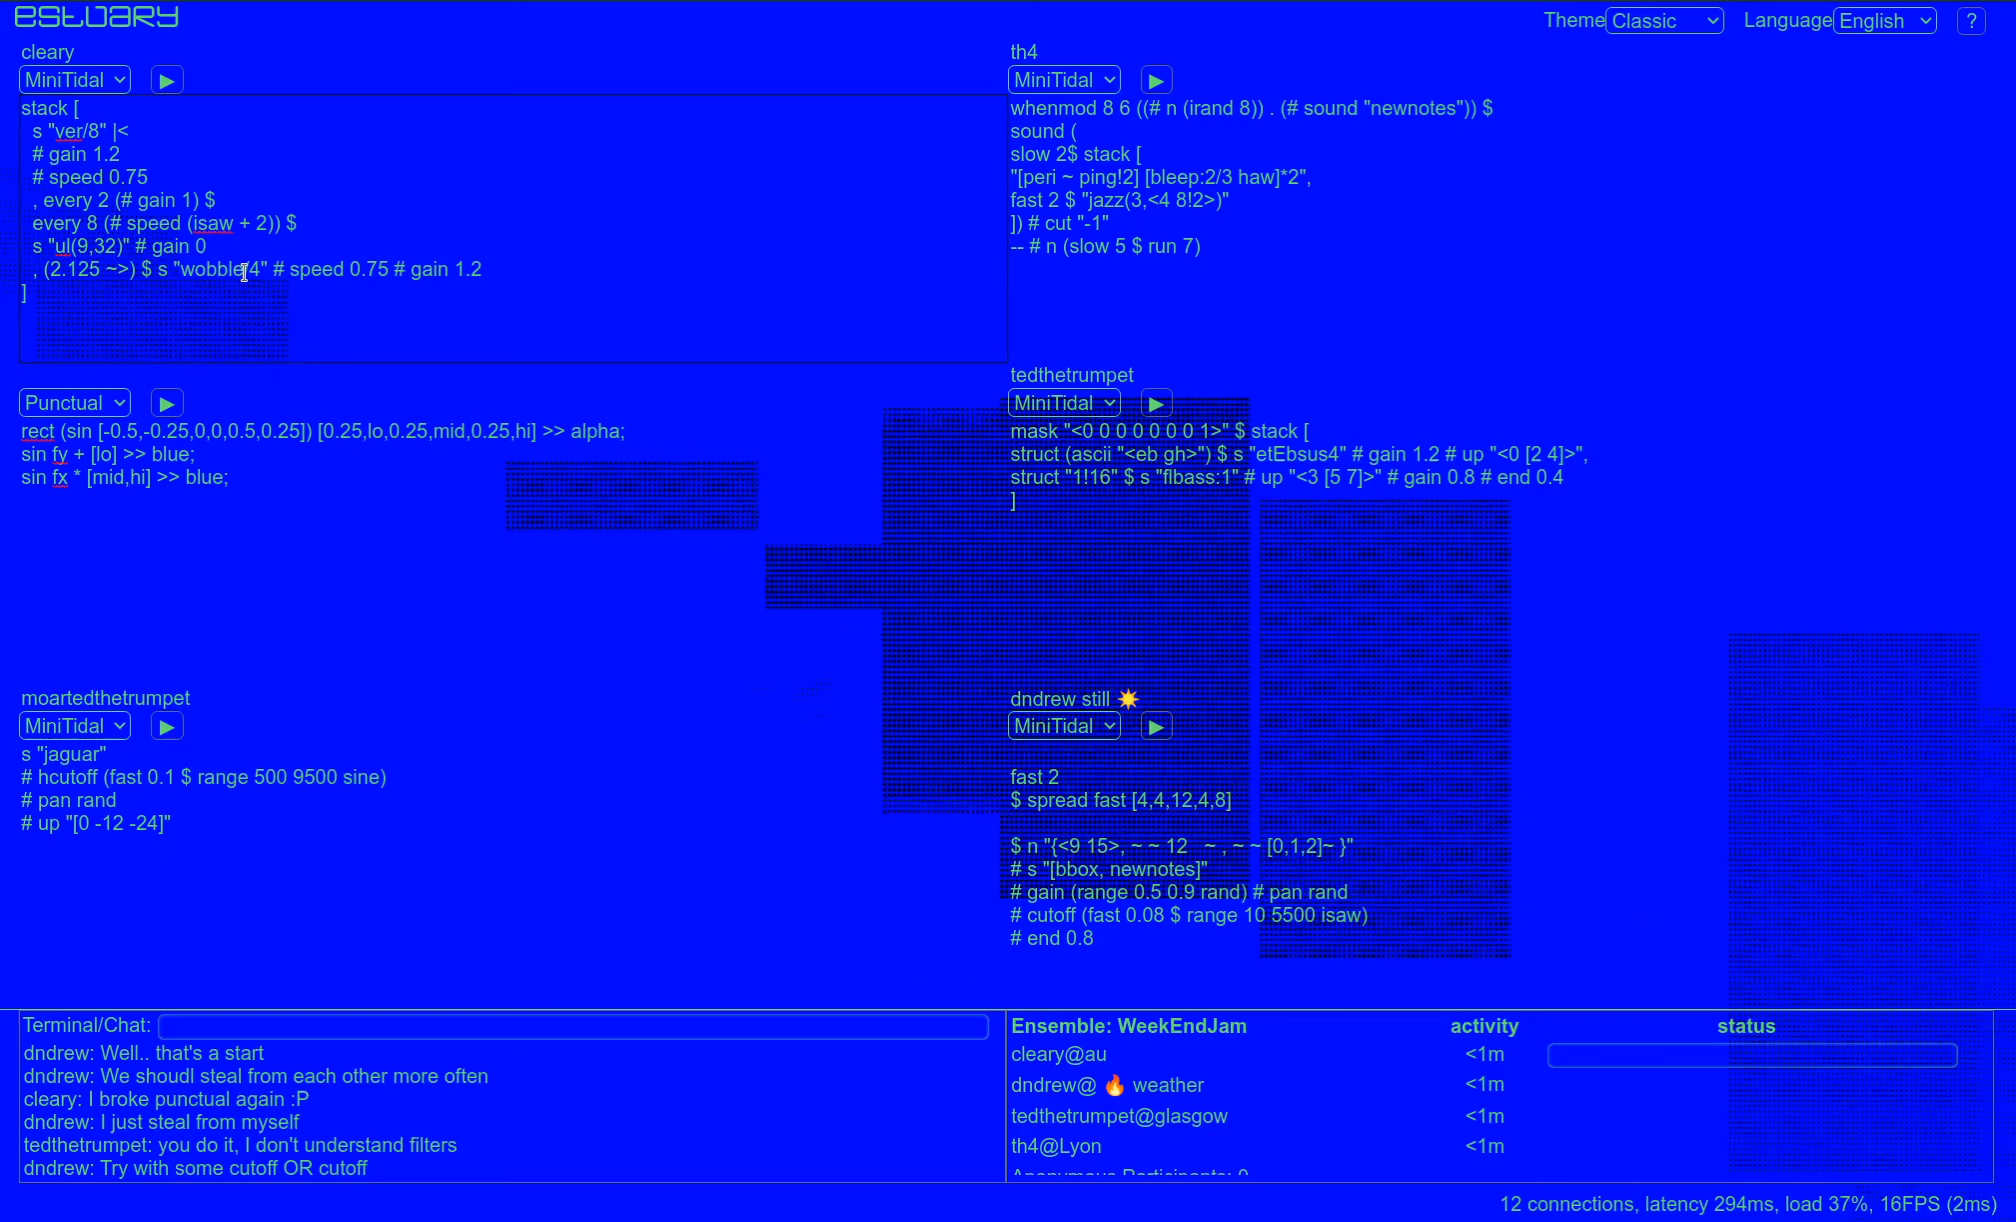 estuary
Theme Classic Language English ?
cleary
MiniTidal
stack [
s "ver/8" |<
# gain 1.2
# speed 0.75
, every 2 (# gain 1) $
every 8 (# speed (isaw + 2)) $
s "ul(9,32)" # gain 0
, (2.125 ~>) $ s "wobble/4" # speed 0.75 # gain 1.2
]
th4
MiniTidal
whenmod 8 6 ((# n (irand 8)) . (# sound "newnotes")) $
sound (
slow 2$ stack [
"[peri ~ ping!2] [bleep:2/3 haw]*2",
fast 2 $ "jazz(3,<4 8!2>)"
]) # cut "-1"
-- # n (slow 5 $ run 7)
Punctual
rect (sin [-0.5,-0.25,0,0,0.5,0.25]) [0.25,lo,0.25,mid,0.25,hi] >> alpha;
sin fy + [lo] >> blue;
sin fx * [mid,hi] >> blue;
tedthetrumpet
MiniTidal
mask "<0 0 0 0 0 0 0 1>" $ stack [
struct (ascii "<eb gh>") $ s "etEbsus4" # gain 1.2 # up "<0 [2 4]>",
struct "1!16" $ s "flbass:1" # up "<3 [5 7]>" # gain 0.8 # end 0.4
]
moartedthetrumpet
MiniTidal
s "jaguar"
# hcutoff (fast 0.1 $ range 500 9500 sine)
# pan rand
# up "[0 -12 -24]"
dndrew still ☀
MiniTidal
fast 2
$ spread fast [4,4,12,4,8]
$ n "{<9 15>, ~ ~ 12 ~ , ~ ~ [0,1,2]~ }"
# s "[bbox, newnotes]"
# gain (range 0.5 0.9 rand) # pan rand
# cutoff (fast 0.08 $ range 10 5500 isaw)
# end 0.8
Terminal/Chat:
dndrew: Well.. that's a start
dndrew: We shoudl steal from each other more often
cleary: I broke punctual again :P
dndrew: I just steal from myself
tedthetrumpet: you do it, I don't understand filters
dndrew: Try with some cutoff OR cutoff
Ensemble: WeekEndJam activity status
cleary@au <1m
dndrew@ 🔥 weather <1m
tedthetrumpet@glasgow <1m
th4@Lyon <1m
Anonymous Participants: 0
12 connections, latency 294ms, load 37%, 16FPS (2ms)